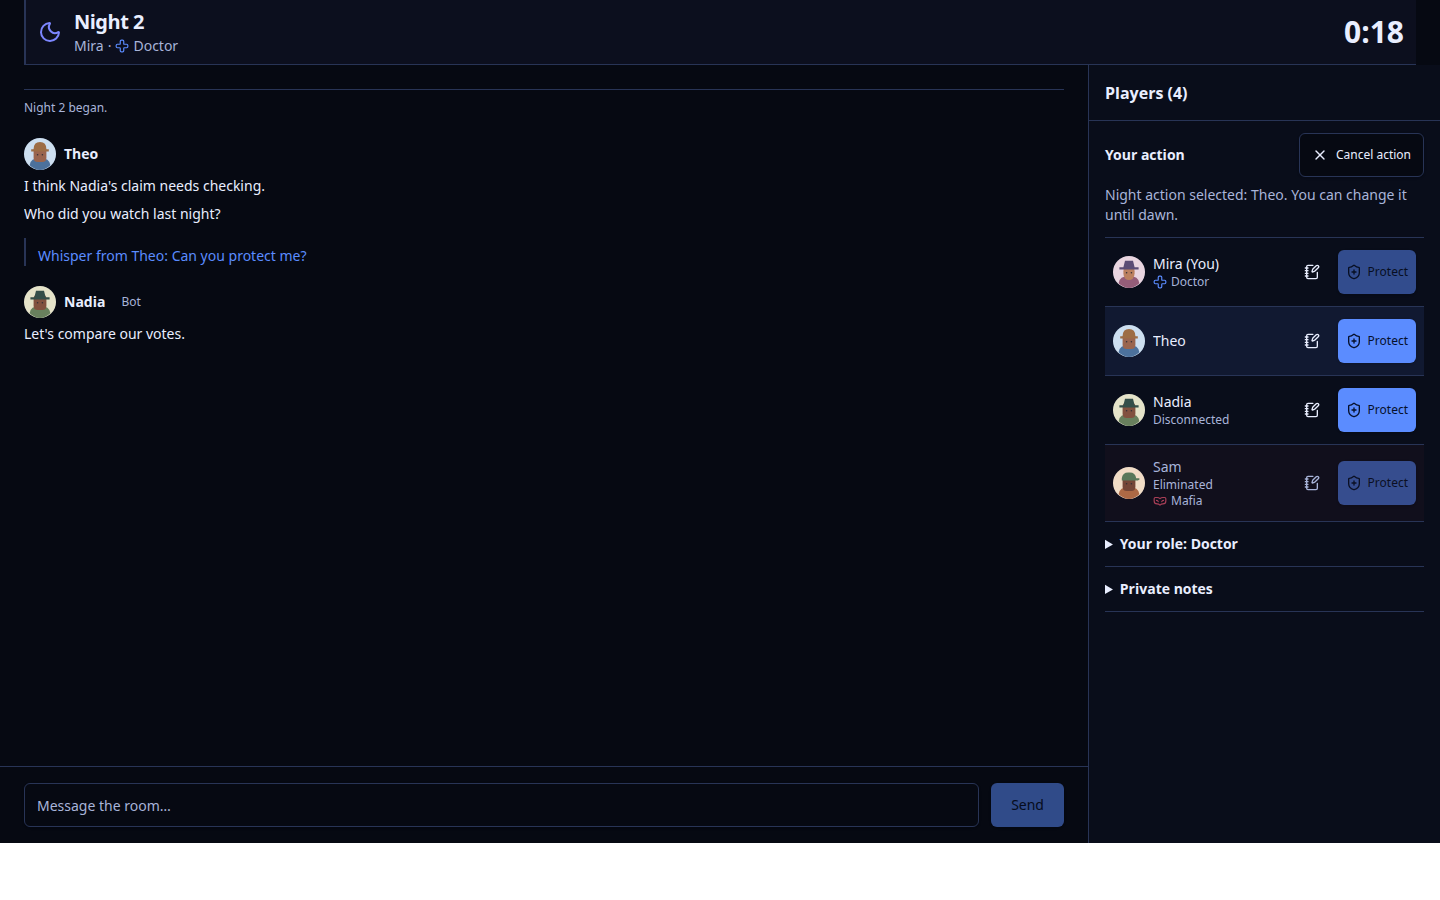 Night 2
Mira · Doctor
0:18
Night 2 began.
Theo
I think Nadia's claim needs checking.
Who did you watch last night?
Whisper from Theo: Can you protect me?
Nadia Bot
Let's compare our votes.
Message the room...
Send
Players (4)
Your action
Cancel action
Night action selected: Theo. You can change it
until dawn.
Mira (You)
Doctor
Protect
Theo
Protect
Nadia
Disconnected
Protect
Sam
Eliminated
Mafia
Protect
Your role: Doctor
Private notes